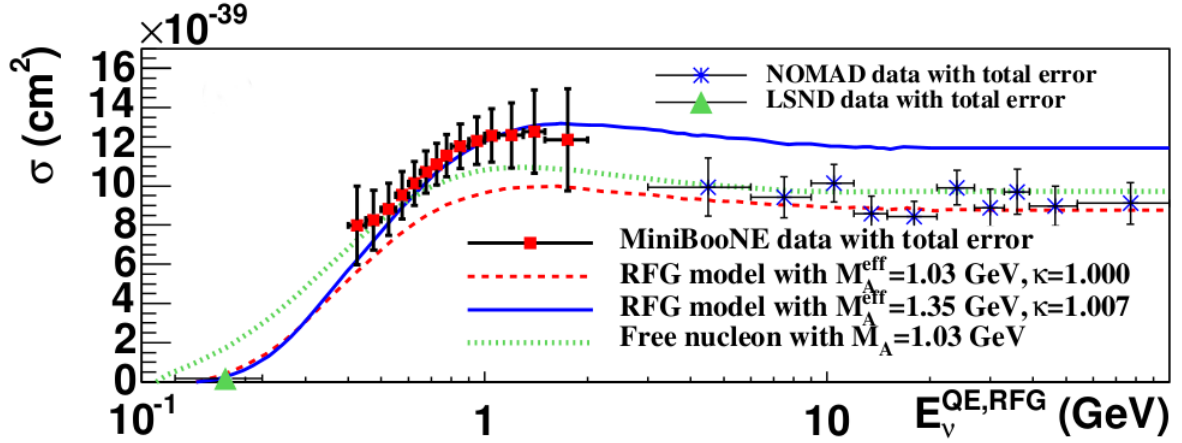 ×10⁻³⁹
σ (cm²)
16
14
12
10
8
6
4
2
0
NOMAD data with total error
LSND data with total error
MiniBooNE data with total error
RFG model with M_A^eff=1.03 GeV, κ=1.000
RFG model with M_A^eff=1.35 GeV, κ=1.007
Free nucleon with M_A=1.03 GeV
10⁻¹ 1 10 E_ν^QE,RFG (GeV)